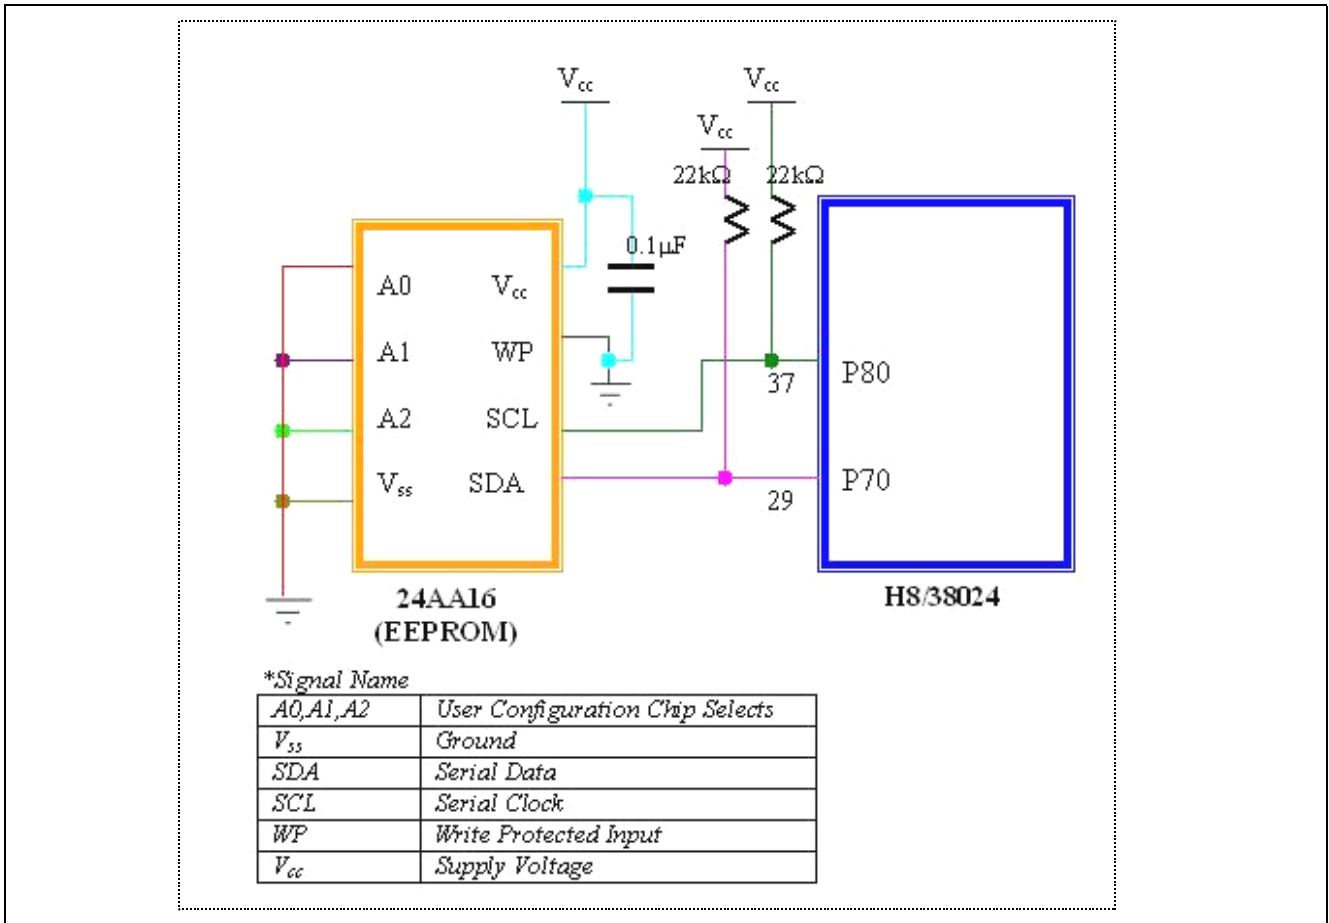 Vcc
Vcc
Vcc
22kΩ
22kΩ
0.1µF
A0
Vcc
A1
WP
A2
SCL
Vss
SDA
37
P80
29
P70
24AA16
(EEPROM)
H8/38024
*Signal Name
A0,A1,A2 User Configuration Chip Selects
Vss Ground
SDA Serial Data
SCL Serial Clock
WP Write Protected Input
Vcc Supply Voltage